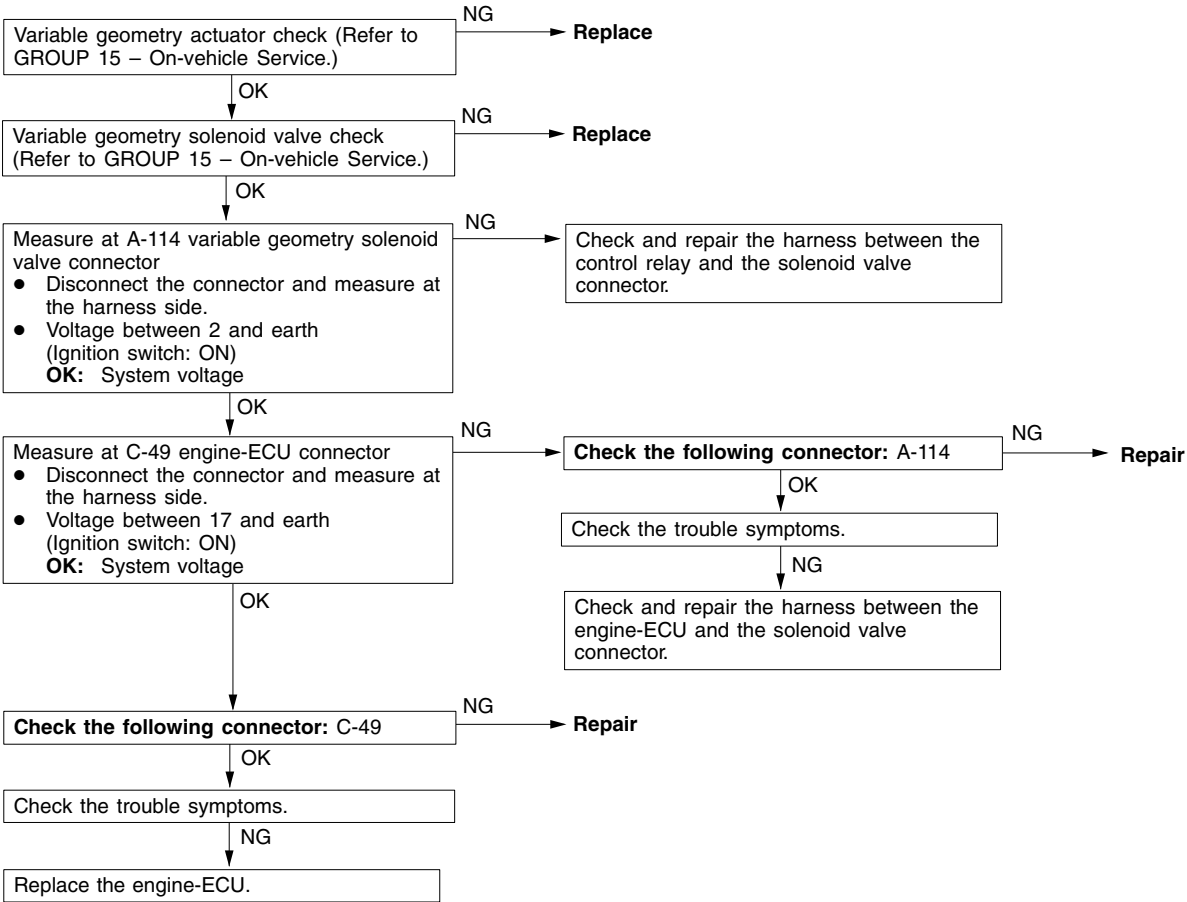 Variable geometry actuator check (Refer to
GROUP 15 – On-vehicle Service.)
NG
Replace
OK
Variable geometry solenoid valve check
(Refer to GROUP 15 – On-vehicle Service.)
NG
Replace
OK
Measure at A-114 variable geometry solenoid
valve connector
● Disconnect the connector and measure at
the harness side.
● Voltage between 2 and earth
(Ignition switch: ON)
OK: System voltage
NG
Check and repair the harness between the
control relay and the solenoid valve
connector.
OK
Measure at C-49 engine-ECU connector
● Disconnect the connector and measure at
the harness side.
● Voltage between 17 and earth
(Ignition switch: ON)
OK: System voltage
NG
Check the following connector: A-114
NG
Repair
OK
Check the trouble symptoms.
NG
Check and repair the harness between the
engine-ECU and the solenoid valve
connector.
OK
Check the following connector: C-49
NG
Repair
OK
Check the trouble symptoms.
NG
Replace the engine-ECU.